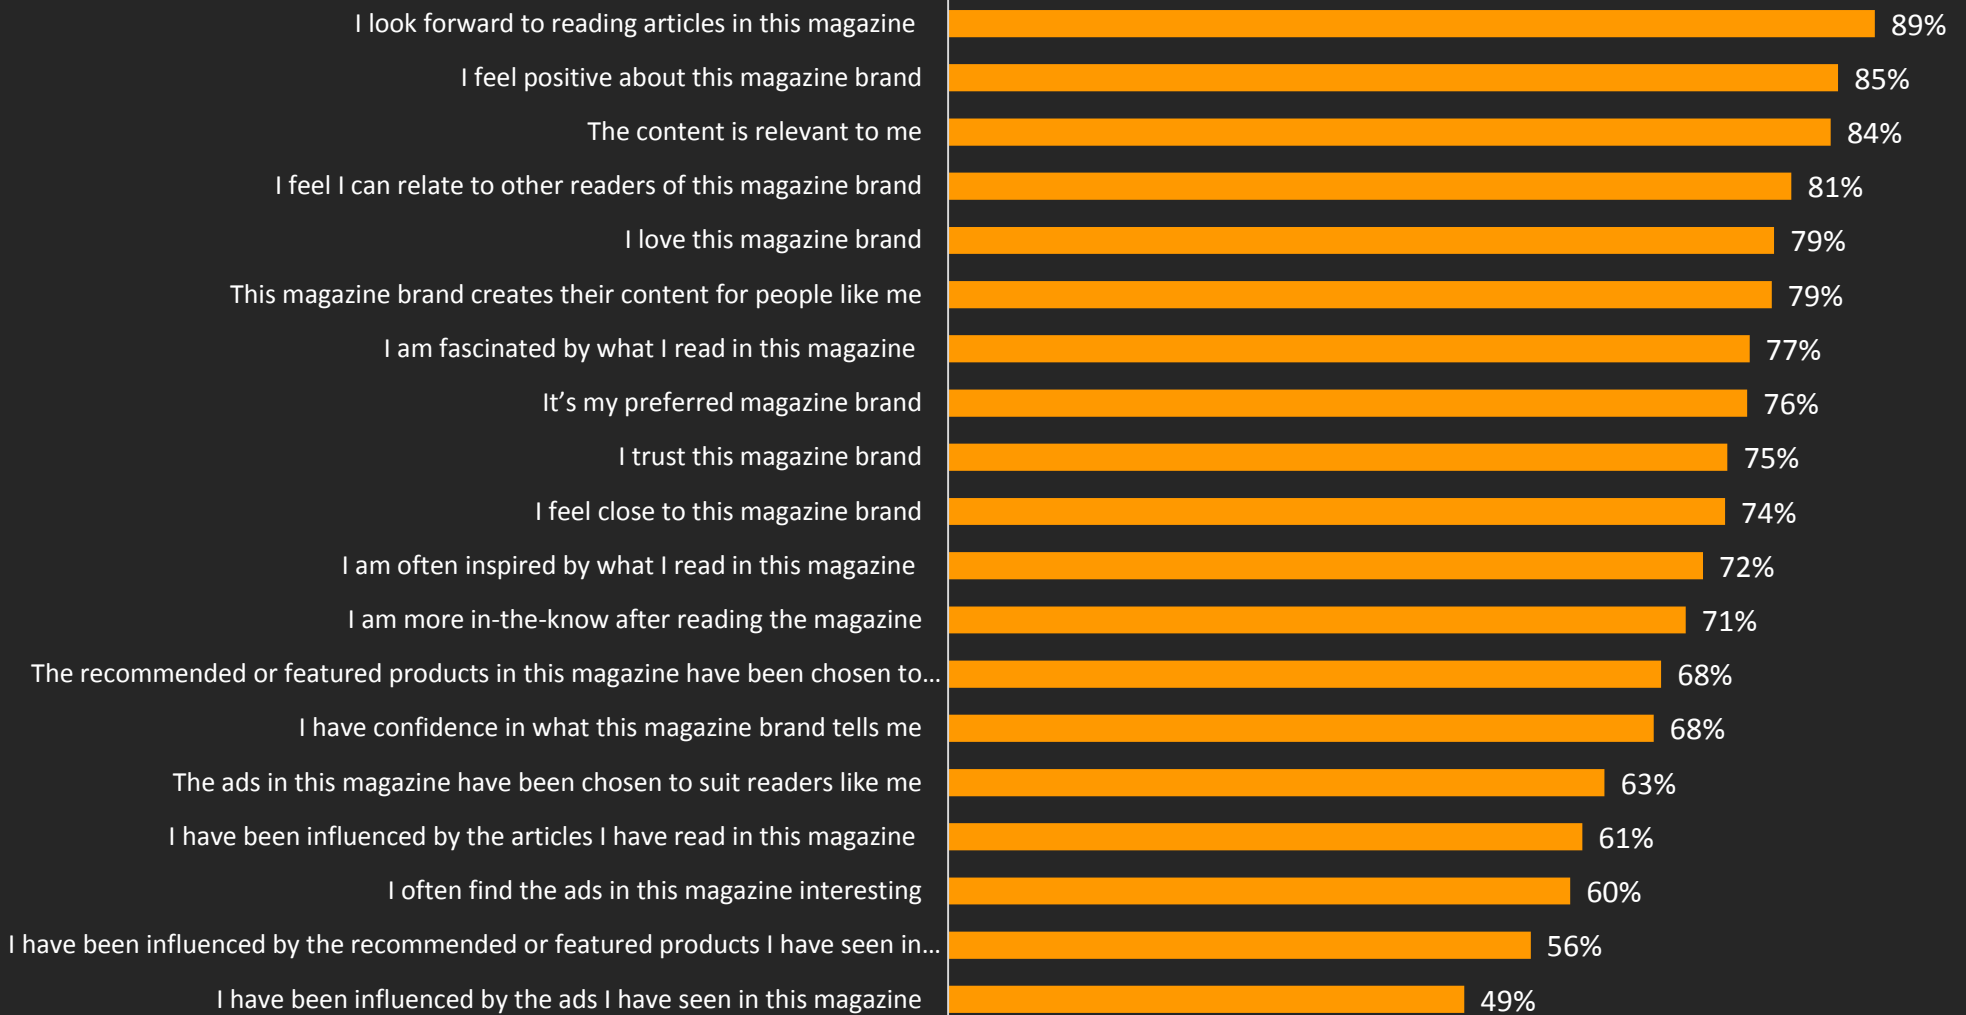 I look forward to reading articles in this magazine 89%
I feel positive about this magazine brand 85%
The content is relevant to me 84%
I feel I can relate to other readers of this magazine brand 81%
I love this magazine brand 79%
This magazine brand creates their content for people like me 79%
I am fascinated by what I read in this magazine 77%
It’s my preferred magazine brand 76%
I trust this magazine brand 75%
I feel close to this magazine brand 74%
I am often inspired by what I read in this magazine 72%
I am more in-the-know after reading the magazine 71%
The recommended or featured products in this magazine have been chosen to… 68%
I have confidence in what this magazine brand tells me 68%
The ads in this magazine have been chosen to suit readers like me 63%
I have been influenced by the articles I have read in this magazine 61%
I often find the ads in this magazine interesting 60%
I have been influenced by the recommended or featured products I have seen in… 56%
I have been influenced by the ads I have seen in this magazine 49%